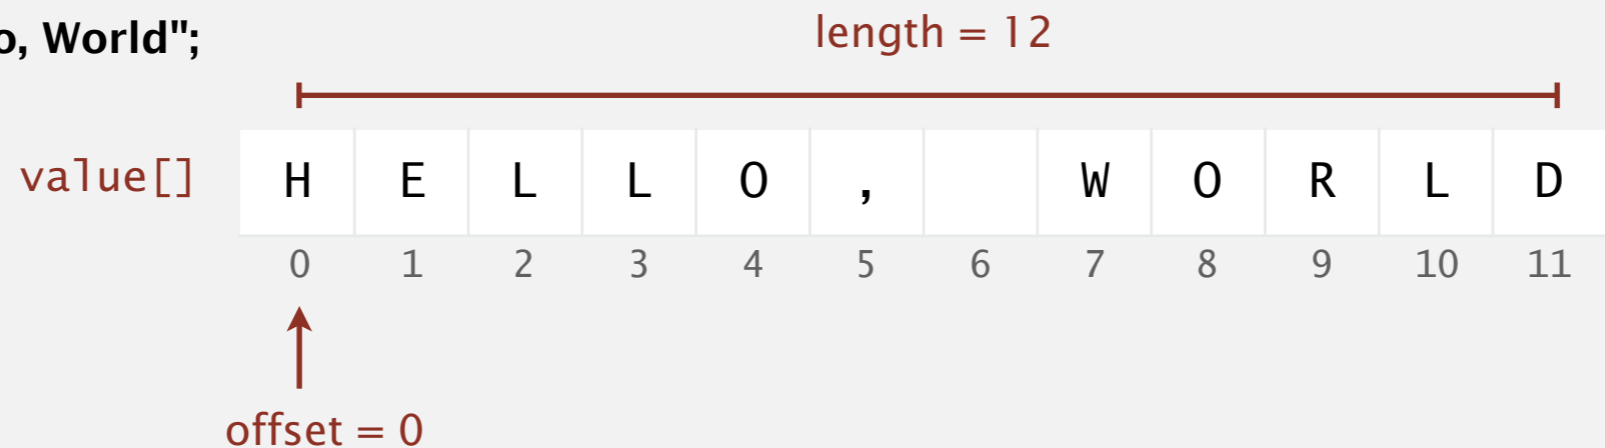 o, World";
length = 12
value[] H E L L O , W O R L D
0 1 2 3 4 5 6 7 8 9 10 11
offset = 0